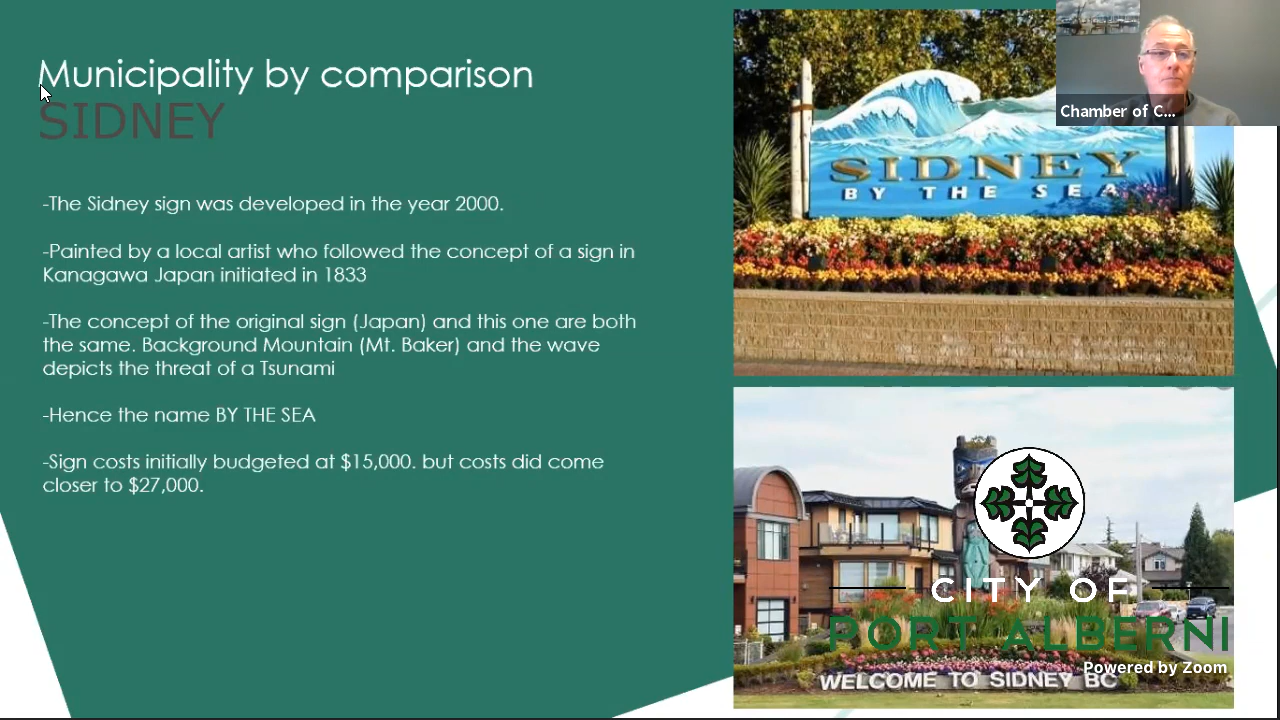 Municipality by comparison
SIDNEY
-The Sidney sign was developed in the year 2000.
-Painted by a local artist who followed the concept of a sign in
Kanagawa Japan initiated in 1833
-The concept of the original sign (Japan) and this one are both
the same. Background Mountain (Mt. Baker) and the wave
depicts the threat of a Tsunami
-Hence the name BY THE SEA
-Sign costs initially budgeted at $15,000. but costs did come
closer to $27,000.
Chamber of C...
SIDNEY
BY THE SEA
CITY OF
PORT ALBERNI
Powered by Zoom
WELCOME TO SIDNEY BC